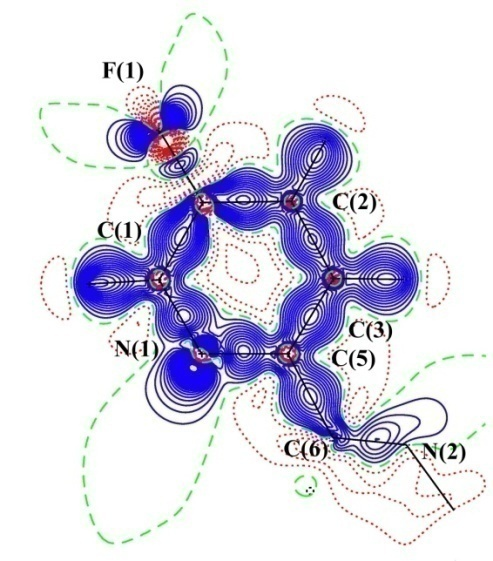 F(1)
C(2)
C(1)
C(3)
N(1)
C(5)
C(6)
N(2)